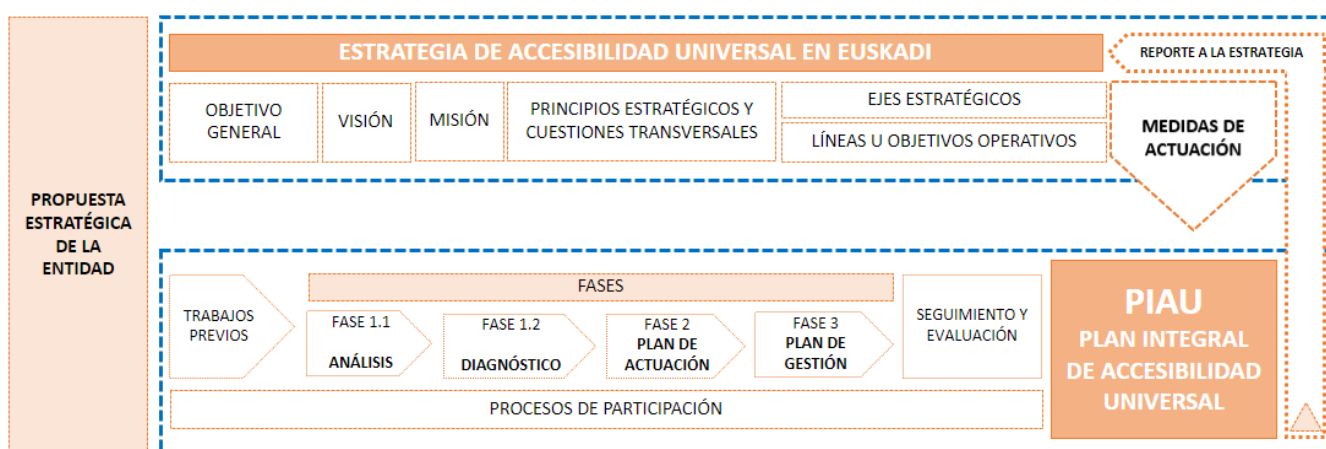 PROPUESTA
ESTRATÉGICA
DE LA
ENTIDAD
ESTRATEGIA DE ACCESIBILIDAD UNIVERSAL EN EUSKADI
REPORTE A LA ESTRATEGIA
OBJETIVO
GENERAL
VISIÓN
MISIÓN
PRINCIPIOS ESTRATÉGICOS Y
CUESTIONES TRANSVERSALES
EJES ESTRATÉGICOS
LÍNEAS U OBJETIVOS OPERATIVOS
MEDIDAS DE
ACTUACIÓN
TRABAJOS
PREVIOS
FASES
FASE 1.1
ANÁLISIS
FASE 1.2
DIAGNÓSTICO
FASE 2
PLAN DE
ACTUACIÓN
FASE 3
PLAN DE
GESTIÓN
SEGUIMIENTO Y
EVALUACIÓN
PROCESOS DE PARTICIPACIÓN
PIAU
PLAN INTEGRAL
DE ACCESIBILIDAD
UNIVERSAL